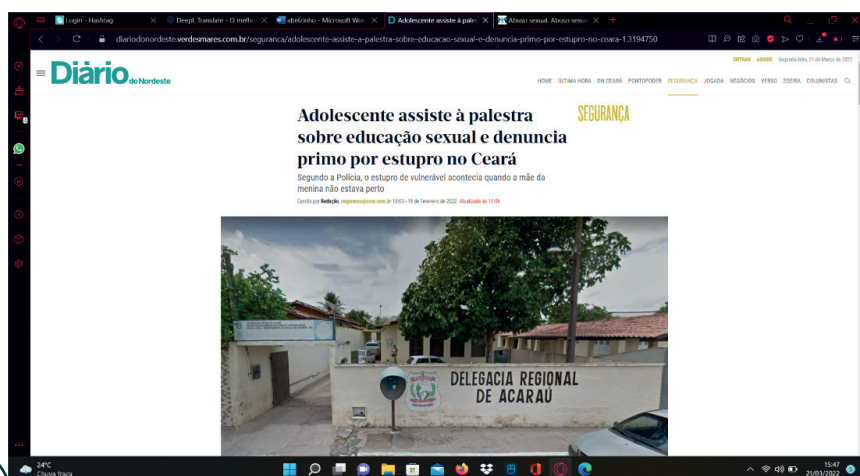 Login - Hashtag
DeepL Translate - O melho
abelzinho - Microsoft Wor
Adolescente assiste à pales
Abuso sexual. Abuso sexua
diariodonordeste.verdesmares.com.br/seguranca/adolescente-assiste-a-palestra-sobre-educacao-sexual-e-denuncia-primo-por-estupro-no-ceara-1.3194750
ENTRAR ASSINE Segunda-feira, 21 de Março de 2022
Diário do Nordeste
HOME ÚLTIMA HORA DN CEARÁ PONTOPODER SEGURANÇA JOGADA NEGÓCIOS VERSO ZOEIRA COLUNISTAS
Adolescente assiste à palestra
sobre educação sexual e denuncia
primo por estupro no Ceará
SEGURANÇA
Segundo a Polícia, o estupro de vulnerável acontecia quando a mãe da
menina não estava perto
Escrito por Redação, 19 de Fevereiro de 2022.
DELEGACIA REGIONAL
DE ACARAÚ
24°C
Chuva fraca
15:47
21/03/2022